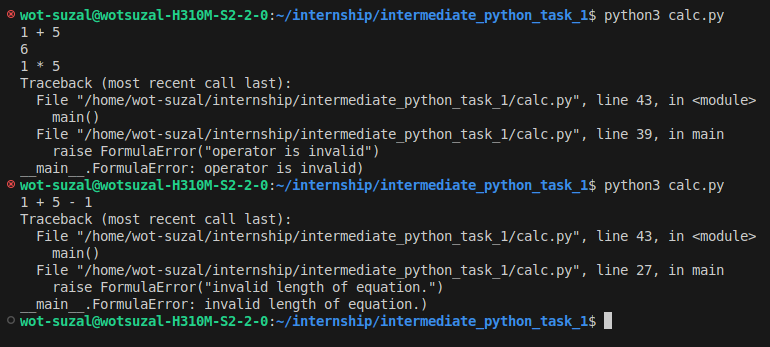 wot-suzal@wotsuzal-H310M-S2-2-0:~/internship/intermediate_python_task_1$ python3 calc.py
1 + 5
6
1 * 5
Traceback (most recent call last):
  File "/home/wot-suzal/internship/intermediate_python_task_1/calc.py", line 43, in <module>
    main()
  File "/home/wot-suzal/internship/intermediate_python_task_1/calc.py", line 39, in main
    raise FormulaError("operator is invalid")
__main__.FormulaError: operator is invalid)
wot-suzal@wotsuzal-H310M-S2-2-0:~/internship/intermediate_python_task_1$ python3 calc.py
1 + 5 - 1
Traceback (most recent call last):
  File "/home/wot-suzal/internship/intermediate_python_task_1/calc.py", line 43, in <module>
    main()
  File "/home/wot-suzal/internship/intermediate_python_task_1/calc.py", line 27, in main
    raise FormulaError("invalid length of equation.")
__main__.FormulaError: invalid length of equation.)
wot-suzal@wotsuzal-H310M-S2-2-0:~/internship/intermediate_python_task_1$